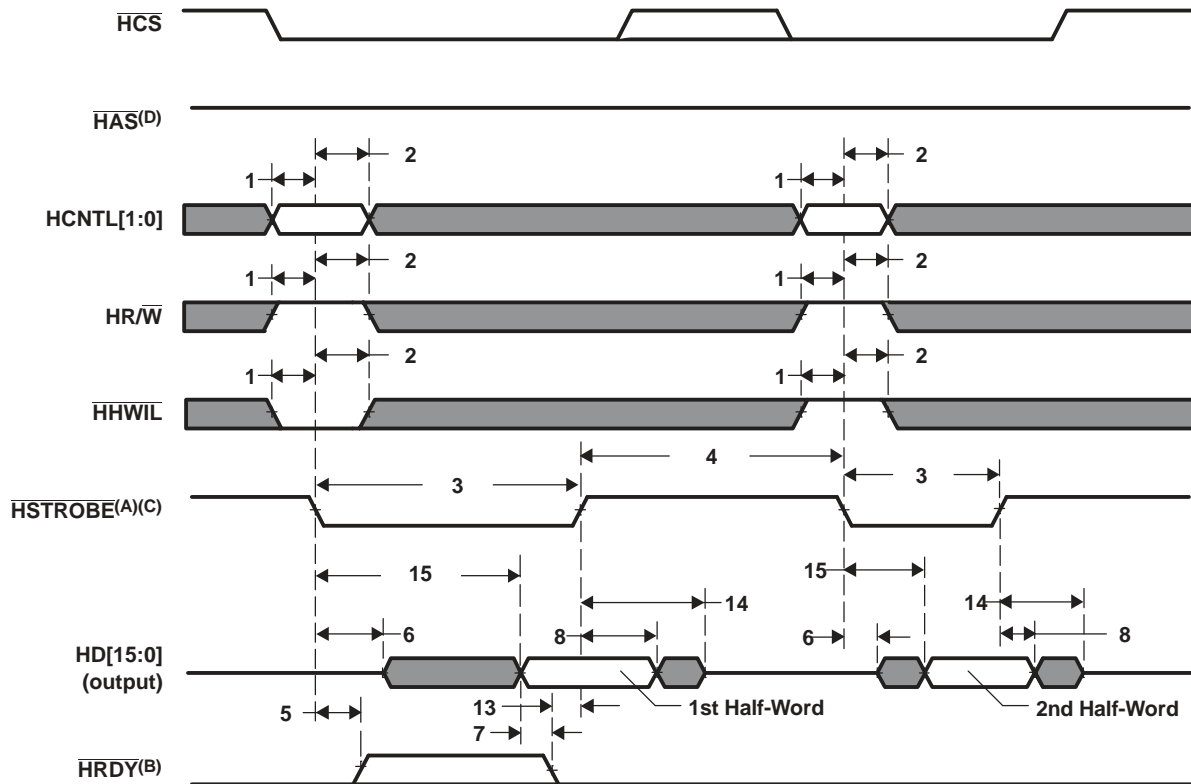 HCS
HAS(D)
2 2
1 1
HCNTL[1:0]
2 2
1 1
HR/W
2 2
1 1
HHWIL
4
3 3
HSTROBE(A)(C)
15 15
14 14
6 8 6 8
HD[15:0]
(output)
5 13 1st Half-Word 2nd Half-Word
7
HRDY(B)